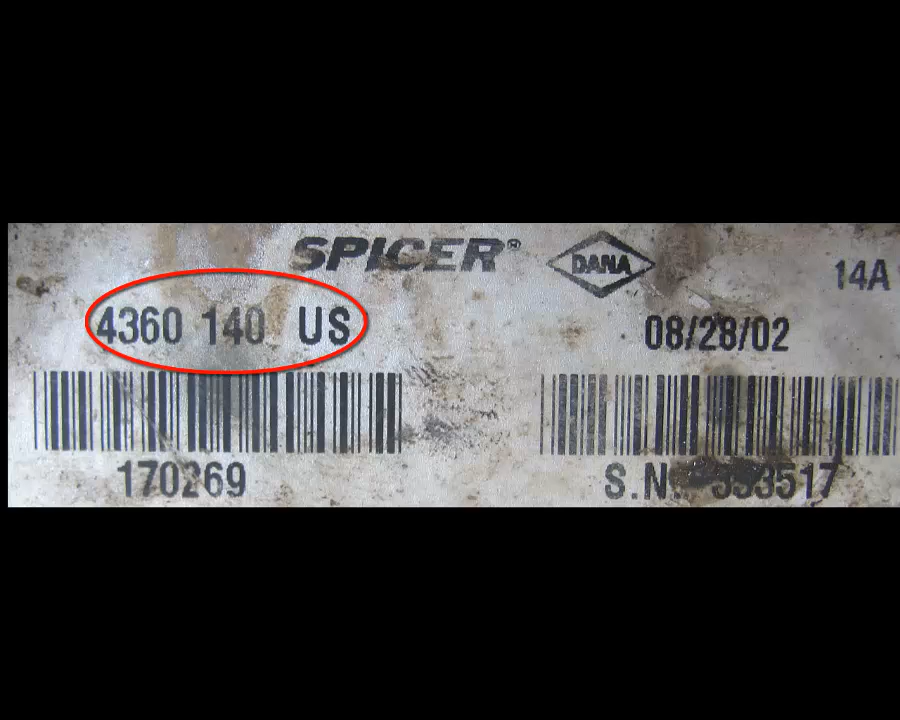 SPICER®
DANA
14A
4360 140 US
08/28/02
170269
S.N.